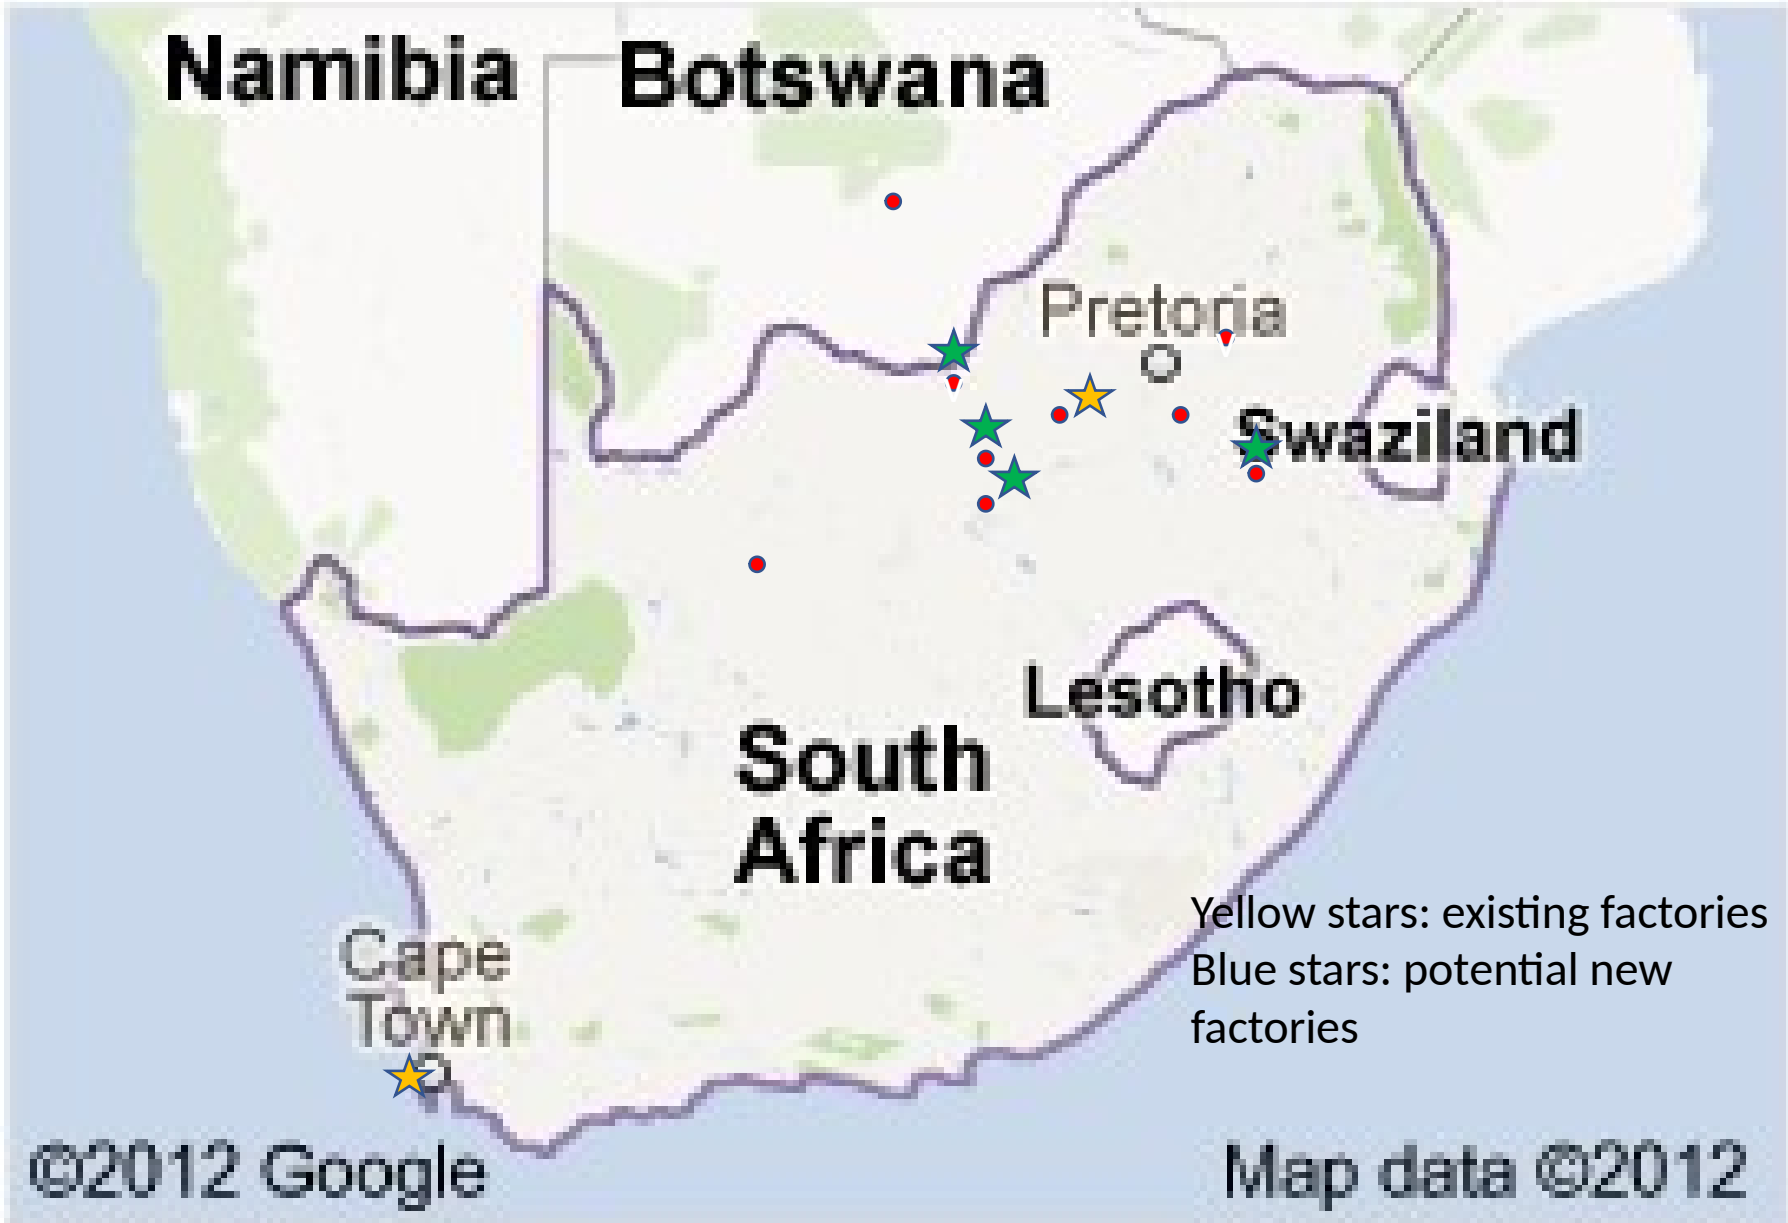 Namibia
Botswana
Pretoria
Swaziland
Lesotho
South
Africa
Yellow stars: existing factories
Blue stars: potential new
factories
Cape
Town
©2012 Google
Map data ©2012